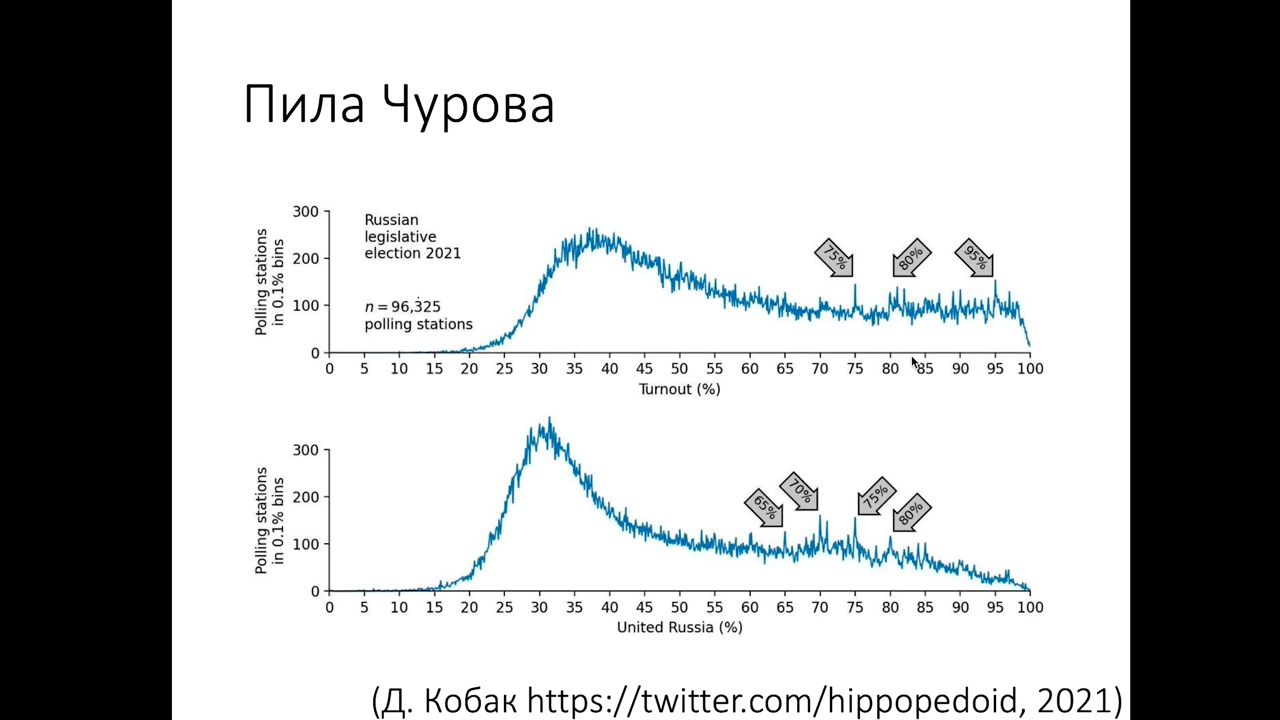 Пила Чурова
300
200
100
0
Polling stations
in 0.1% bins
Russian
legislative
election 2021
n = 96,325
polling stations
75%
80%
95%
0 5 10 15 20 25 30 35 40 45 50 55 60 65 70 75 80 85 90 95 100
Turnout (%)
300
200
100
0
Polling stations
in 0.1% bins
65%
70%
75%
80%
0 5 10 15 20 25 30 35 40 45 50 55 60 65 70 75 80 85 90 95 100
United Russia (%)
(Д. Кобак https://twitter.com/hippopedoid, 2021)